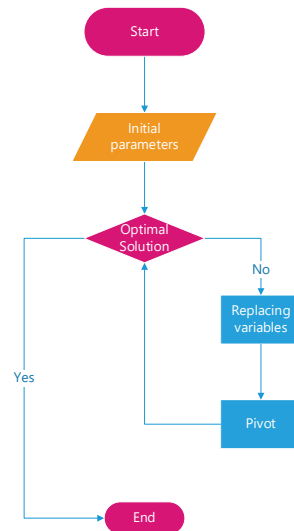 Start
Initial
parameters
Optimal
Solution
No
Replacing
variables
Yes
Pivot
End